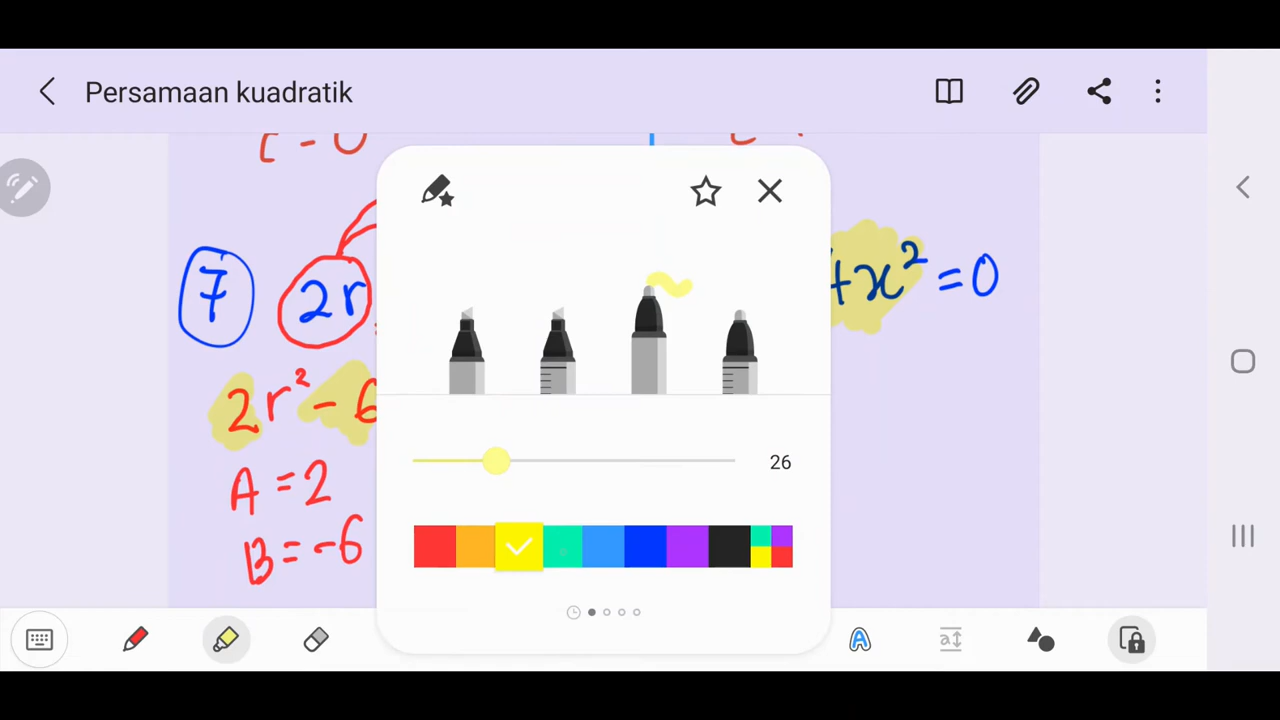 Persamaan kuadratik
7 2r
+x² = 0
2r² - 6
A = 2
B = -6
26